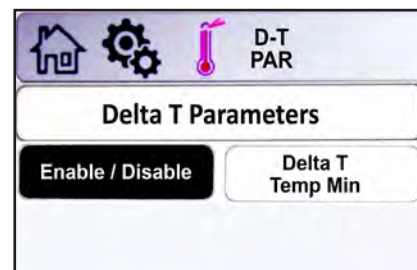 D-T
PAR
Delta T Parameters
Enable / Disable
Delta T
Temp Min